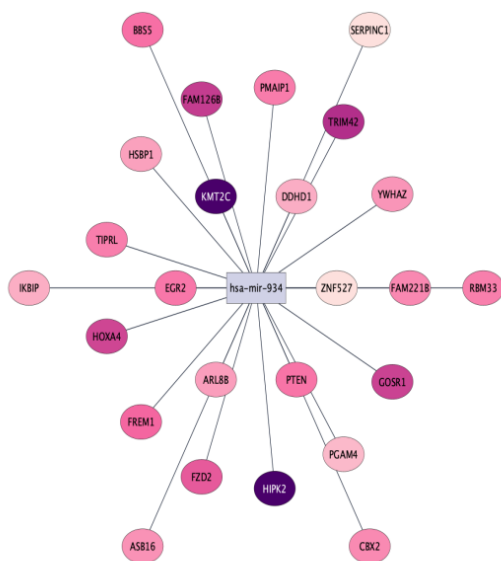 BBS5
SERPINC1
FAM126B
PMAIP1
TRIM42
HSBP1
KMT2C
DDHD1
YWHAZ
TIPRL
IKBIP
EGR2
hsa-mir-934
ZNF527
FAM221B
RBM33
HOXA4
ARL8B
PTEN
GOSR1
FREM1
PGAM4
FZD2
HIPK2
ASB16
CBX2